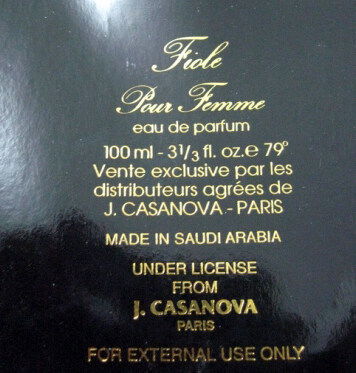 Fiole
Pour Femme
eau de parfum
100 ml - 3 1/3 fl. oz. e 79°
Vente exclusive par les
distributeurs agrées de
J. CASANOVA - PARIS
MADE IN SAUDI ARABIA
UNDER LICENSE
FROM
J. CASANOVA
PARIS
FOR EXTERNAL USE ONLY